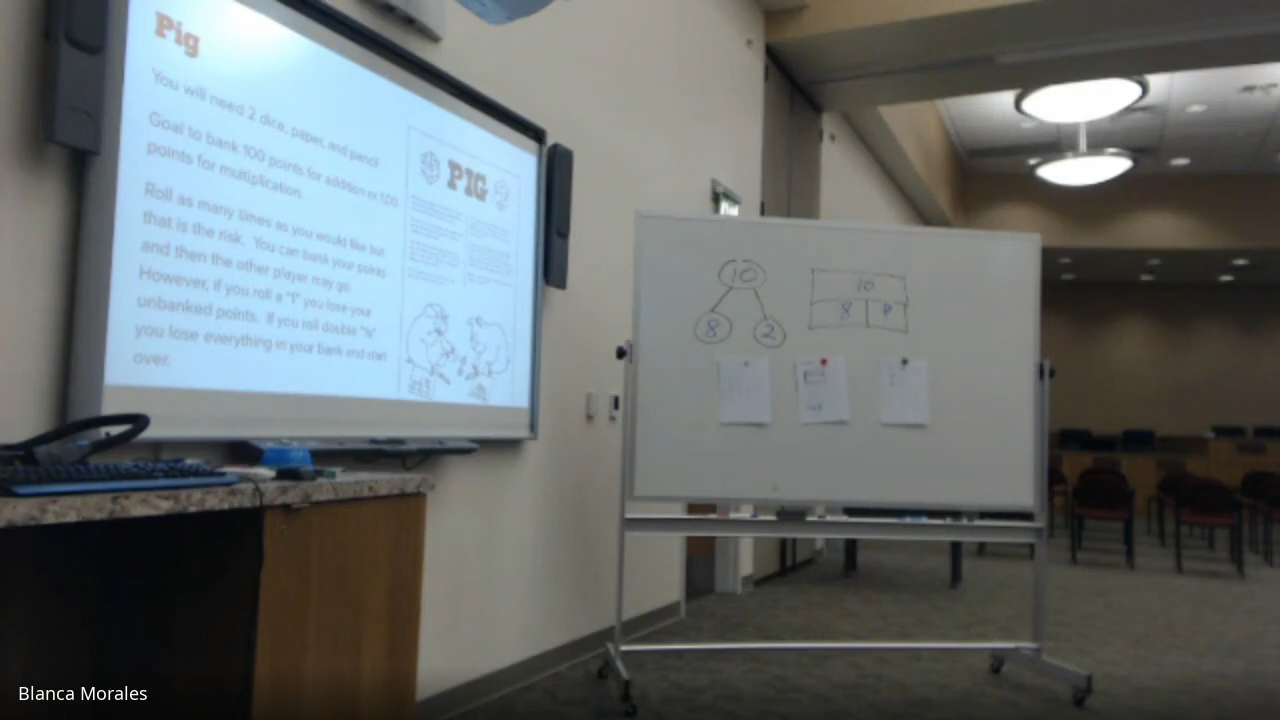 Pig
You will need 2 dice, paper, and pencil
Goal to bank 100 points for addition or 500
points for multiplication.
Roll as many times as you would like but
that is the risk. You can bank your points
and then the other player may go.
However, if you roll a "1" you lose your
unbanked points. If you roll double "1s"
you lose everything in your bank and start
over.
PIG
10
8 2
10
8 ?
Blanca Morales